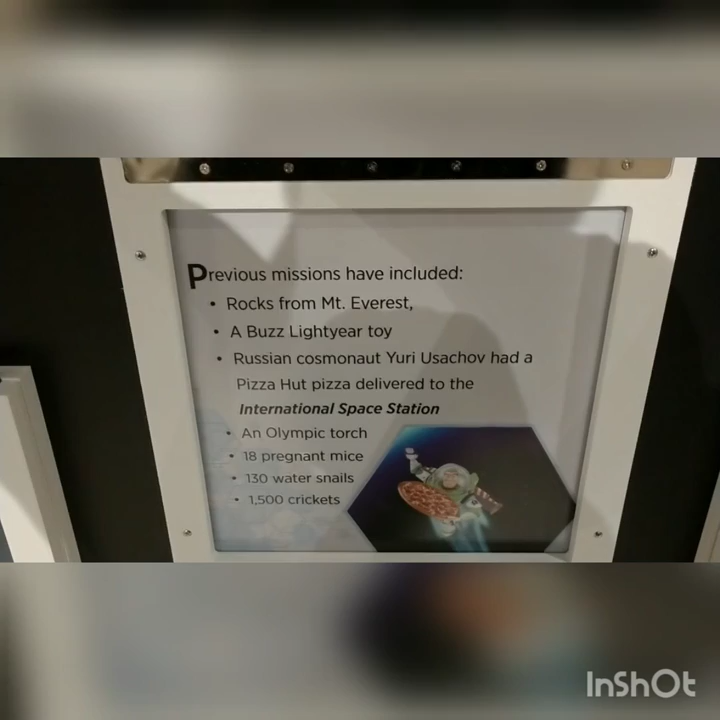 Previous missions have included:
• Rocks from Mt. Everest,
• A Buzz Lightyear toy
• Russian cosmonaut Yuri Usachov had a
Pizza Hut pizza delivered to the
International Space Station
• An Olympic torch
• 18 pregnant mice
• 130 water snails
• 1,500 crickets
InShOt